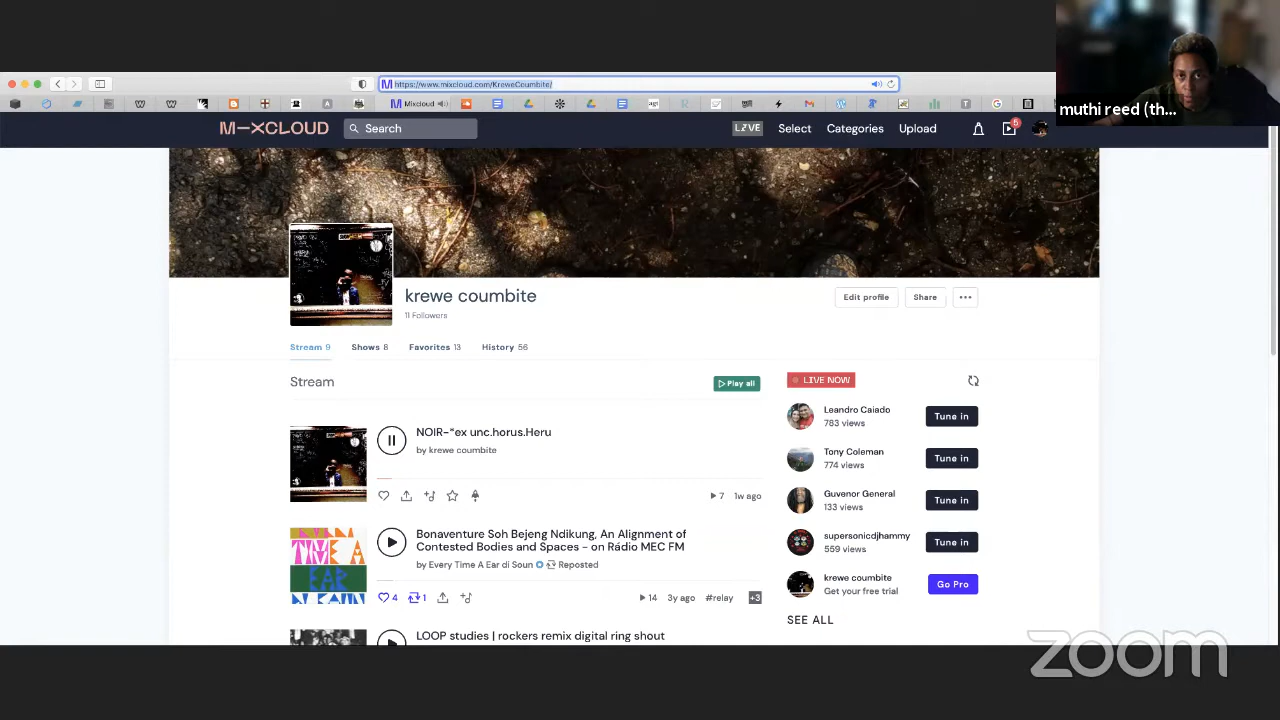 https://www.mixcloud.com/KreweCoumbite/
muthi reed (th...
Mixcloud
M-XCLOUD
Search
LIVE
Select
Categories
Upload
5
krewe coumbite
11 Followers
Edit profile
Share
Stream 9
Shows 8
Favorites 13
History 56
Stream
Play all
NOIR-*ex unc.horus.Heru
by krewe coumbite
7
1w ago
Bonaventure Soh Bejeng Ndikung, An Alignment of
Contested Bodies and Spaces - on Rádio MEC FM
by Every Time A Ear di Soun
Reposted
4
1
14
3y ago
#relay
+3
LOOP studies | rockers remix digital ring shout
LIVE NOW
Leandro Caiado
783 views
Tune in
Tony Coleman
774 views
Tune in
Guvenor General
133 views
Tune in
supersonicdjhammy
559 views
Tune in
krewe coumbite
Get your free trial
Go Pro
SEE ALL
zoom